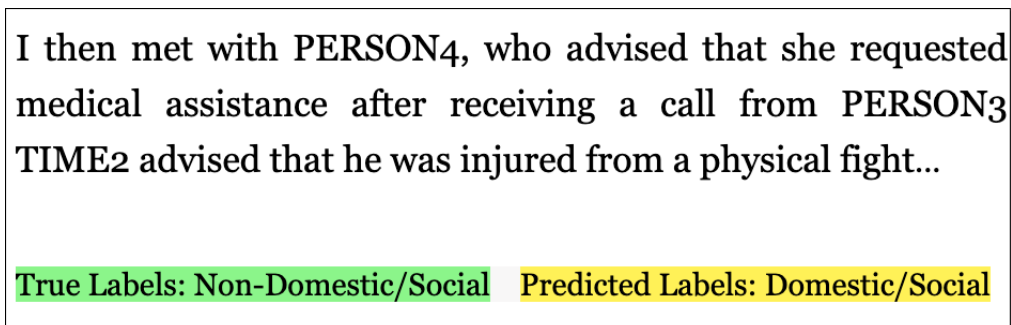 I then met with PERSON4, who advised that she requested
medical assistance after receiving a call from PERSON3
TIME2 advised that he was injured from a physical fight...
True Labels: Non-Domestic/Social Predicted Labels: Domestic/Social